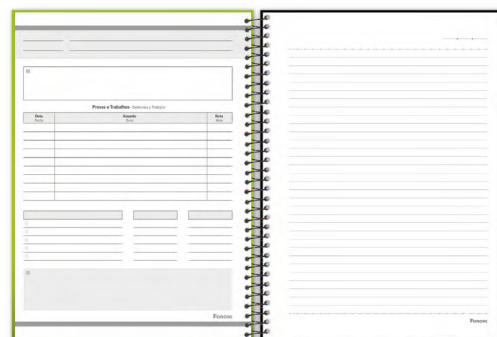 Provas e Trabalhos - Exámenes y Trabajos
Data Assunto Nota
Fecha Tema Nota
Foroni
Foroni